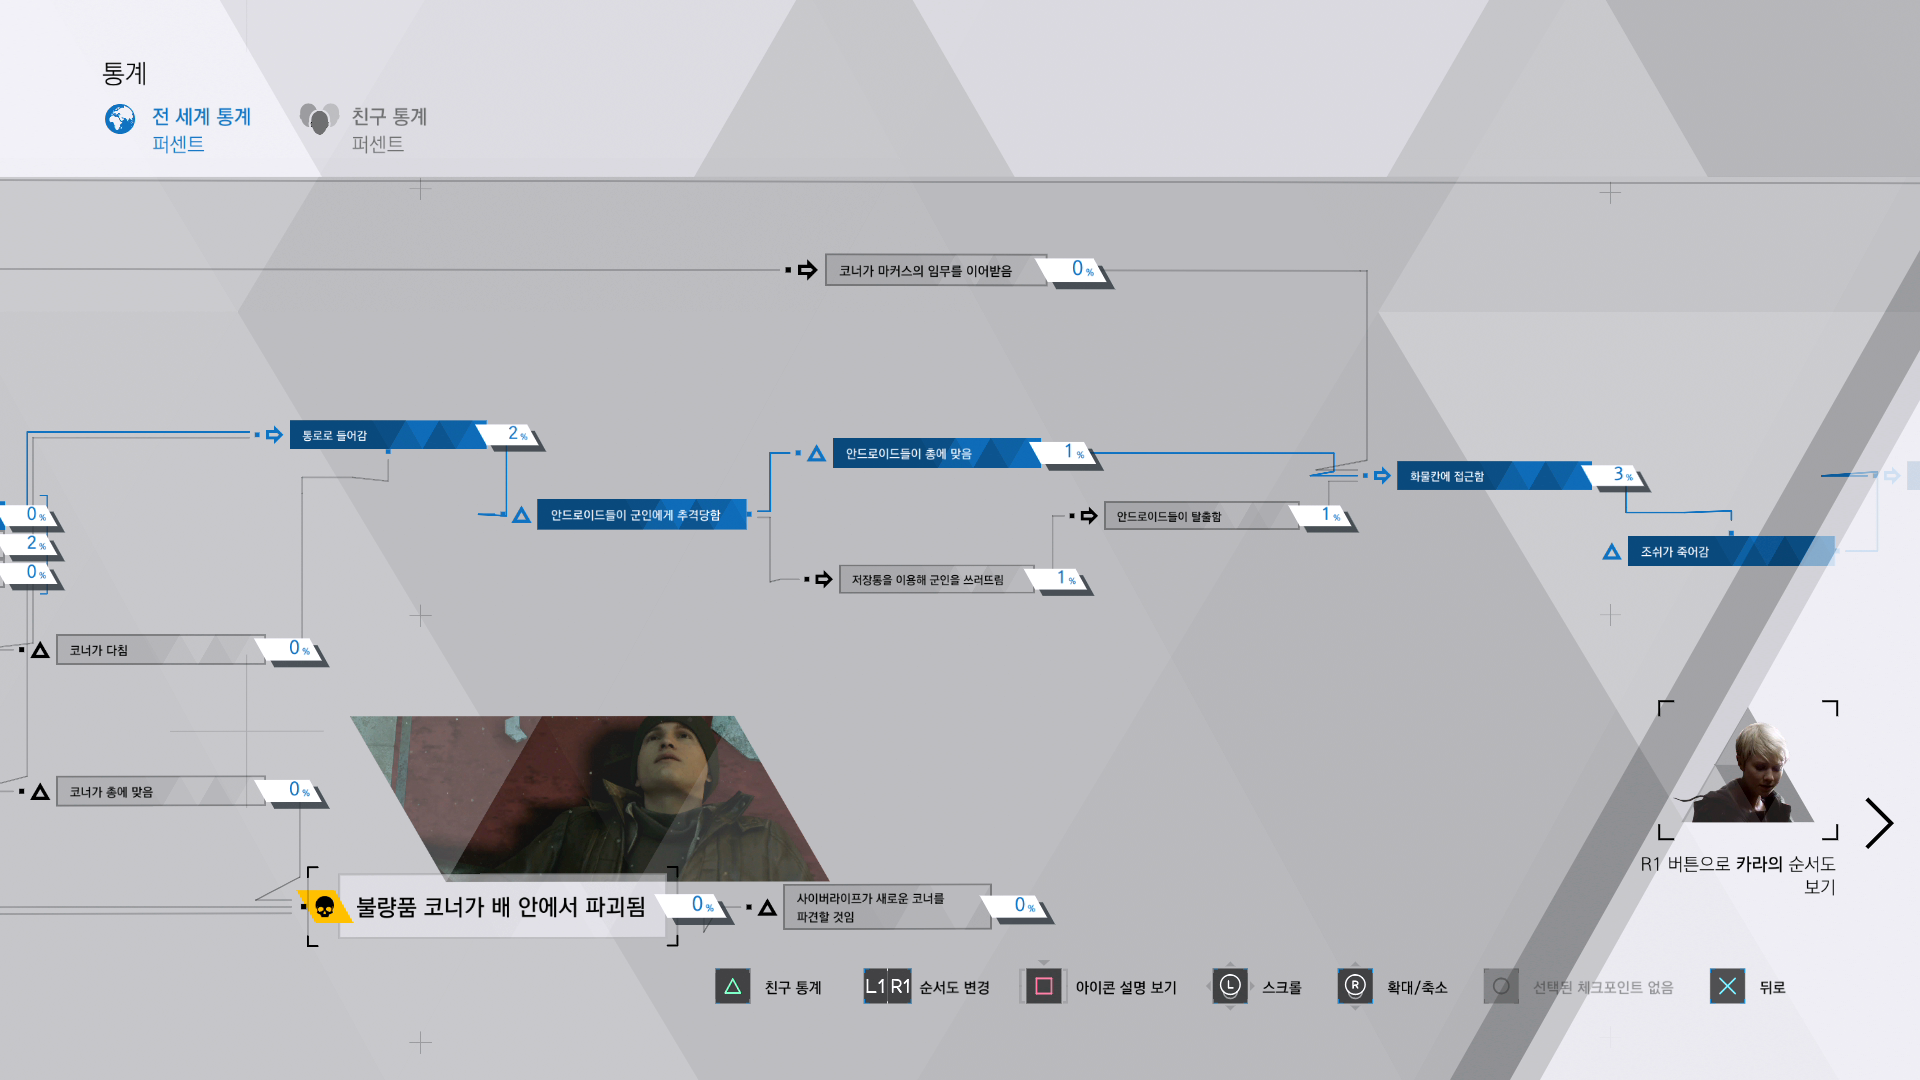 통계
전 세계 통계
퍼센트
친구 통계
퍼센트
코너가 마커스의 임무를 이어받음
0%
통로로 들어감
2%
안드로이드들이 총에 맞음
1%
화물칸에 접근함
3%
0%
2%
0%
안드로이드들이 군인에게 추격당함
안드로이드들이 탈출함
1%
조쉬가 죽어감
저장통을 이용해 군인을 쓰러뜨림
1%
코너가 다침
0%
코너가 총에 맞음
0%
불량품 코너가 배 안에서 파괴됨
0%
사이버라이프가 새로운 코너를
파견할 것임
0%
R1 버튼으로 카라의 순서도
보기
친구 통계
L1 R1 순서도 변경
아이콘 설명 보기
L 스크롤
R 확대/축소
선택된 체크포인트 없음
뒤로